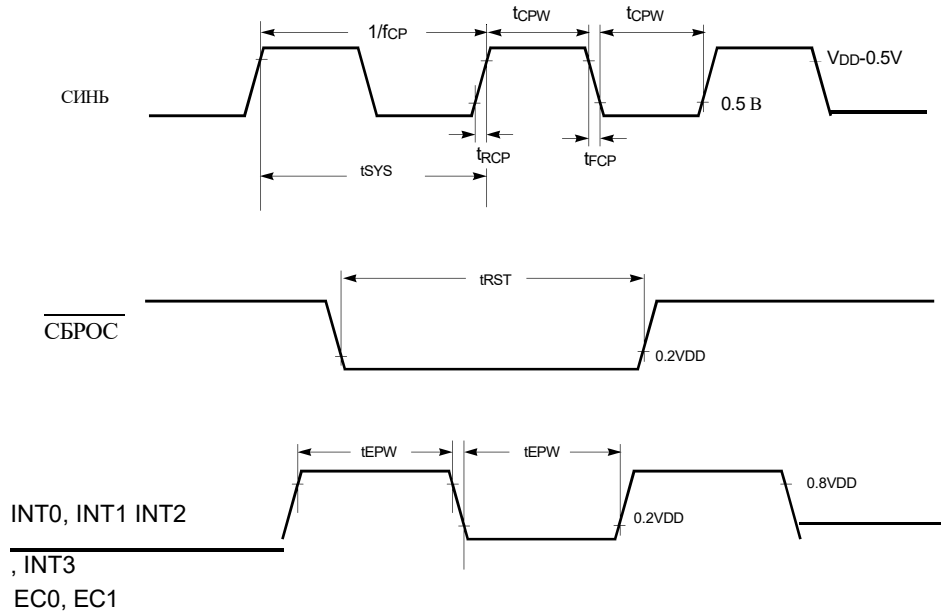 1/fCP
tCPW
tCPW
VDD-0.5V
СИНЬ
0.5 В
tRCP
tFCP
tSYS
tRST
СБРОС
0.2VDD
tEPW
tEPW
0.8VDD
INT0, INT1 INT2
0.2VDD
, INT3
EC0, EC1